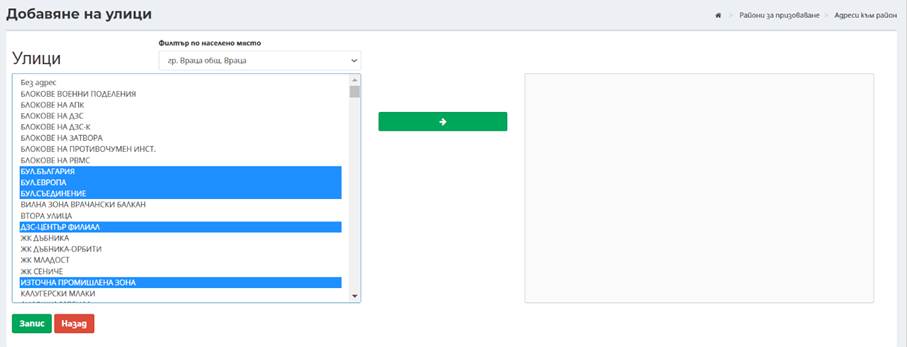 Добавяне на улици
Райони за призоваване > Адреси към район
Филтър по населено място
Улици
гр. Враца общ. Враца
Без адрес
БЛОКОВЕ ВОЕННИ ПОДЕЛЕНИЯ
БЛОКОВЕ НА АПК
БЛОКОВЕ НА ДЗС
БЛОКОВЕ НА ДЗС-К
БЛОКОВЕ НА ЗАТВОРА
БЛОКОВЕ НА ПРОТИВОЧУМЕН ИНСТ.
БЛОКОВЕ НА РВМС
БУЛ.БЪЛГАРИЯ
БУЛ.ЕВРОПА
БУЛ.СЪЕДИНЕНИЕ
ВИЛНА ЗОНА ВРАЧАНСКИ БАЛКАН
ВТОРА УЛИЦА
ДЗС-ЦЕНТЪР ФИЛИАЛ
ЖК ДЪБНИКА
ЖК ДЪБНИКА-ОРБИТИ
ЖК МЛАДОСТ
ЖК СЕНИЧЕ
ИЗТОЧНА ПРОМИШЛЕНА ЗОНА
КАЛУГЕРСКИ МЛАКИ
Запис Назад